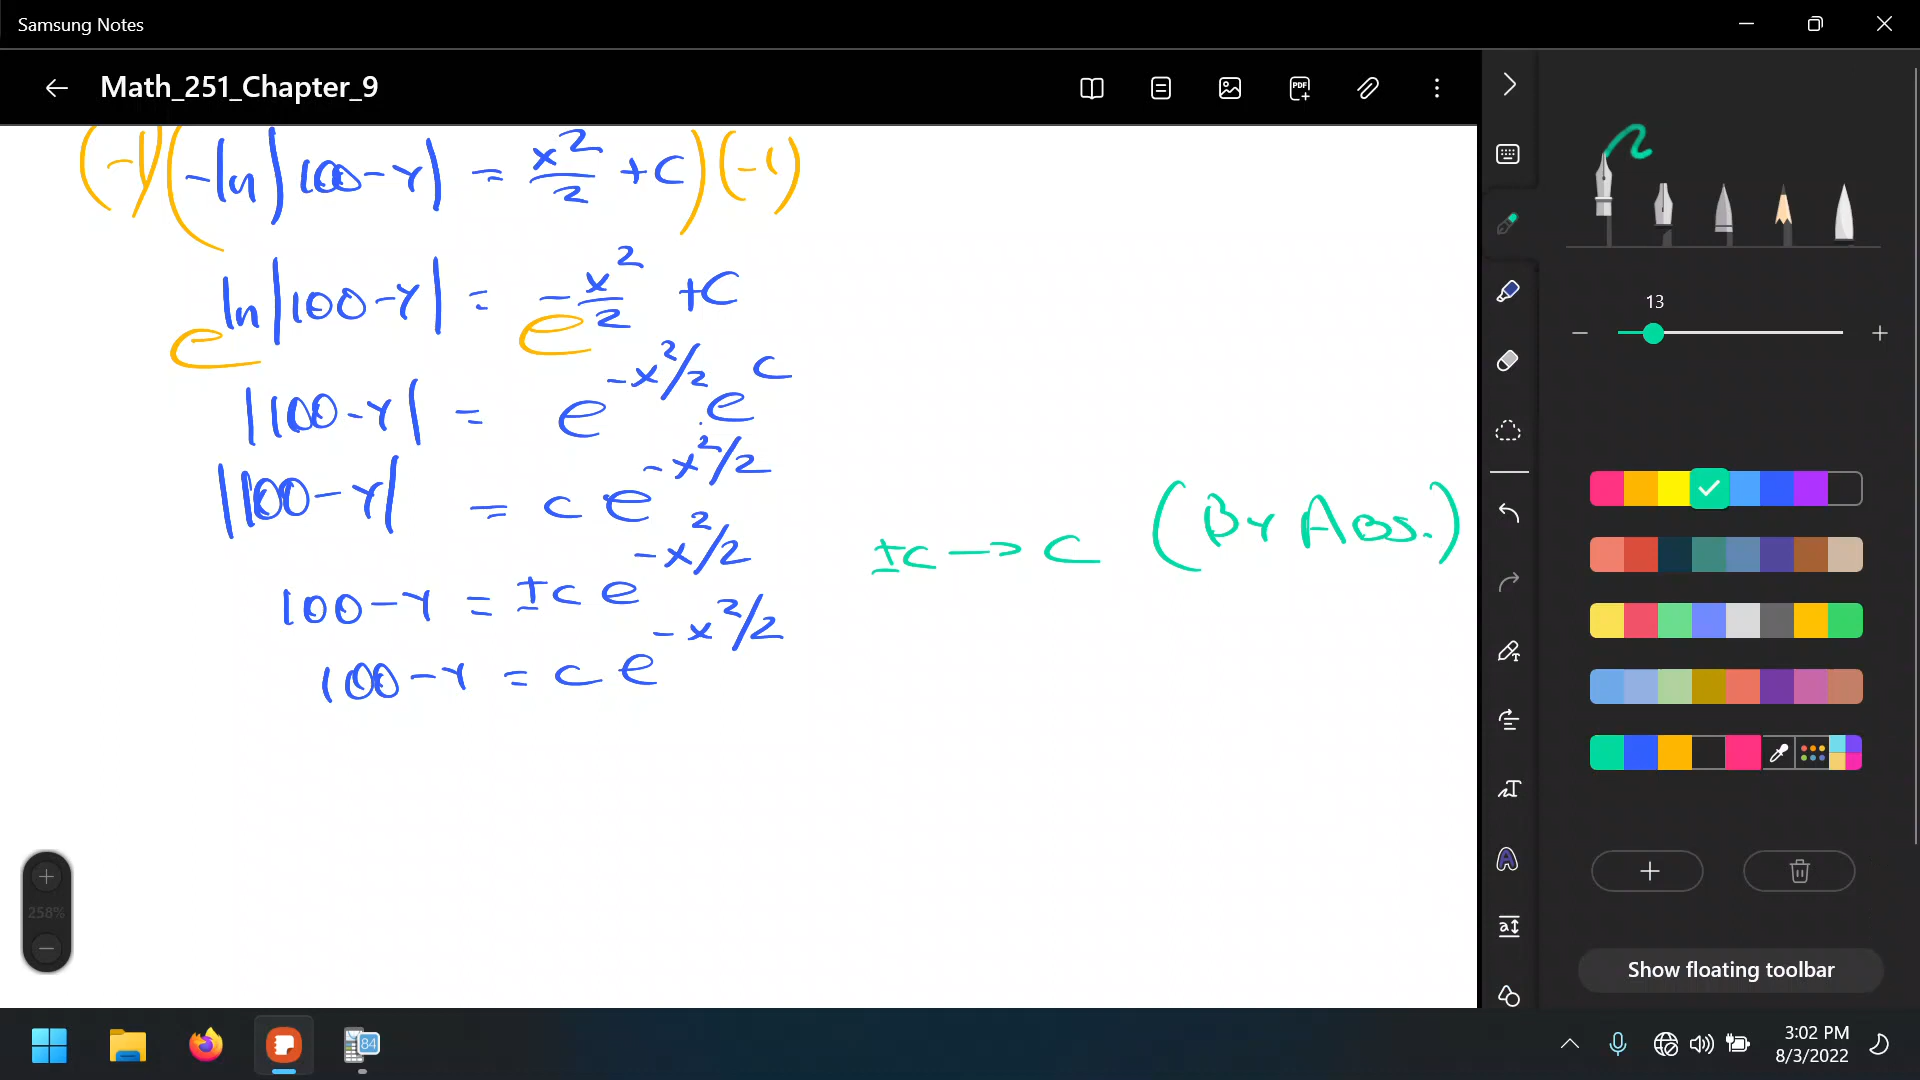 Samsung Notes
Math_251_Chapter_9
(-1)(-ln|100-Y| = x²/2 + C)(-1)
ln|100-Y| = -x²/2 + C
e e
|100-Y| = e^(-x²/2) e^C
|100-Y| = C e^(-x²/2)
100-Y = ±C e^(-x²/2)
±C → C (BY ABS.)
100-Y = C e^(-x²/2)
258%
PDF
13
Show floating toolbar
84
3:02 PM
8/3/2022